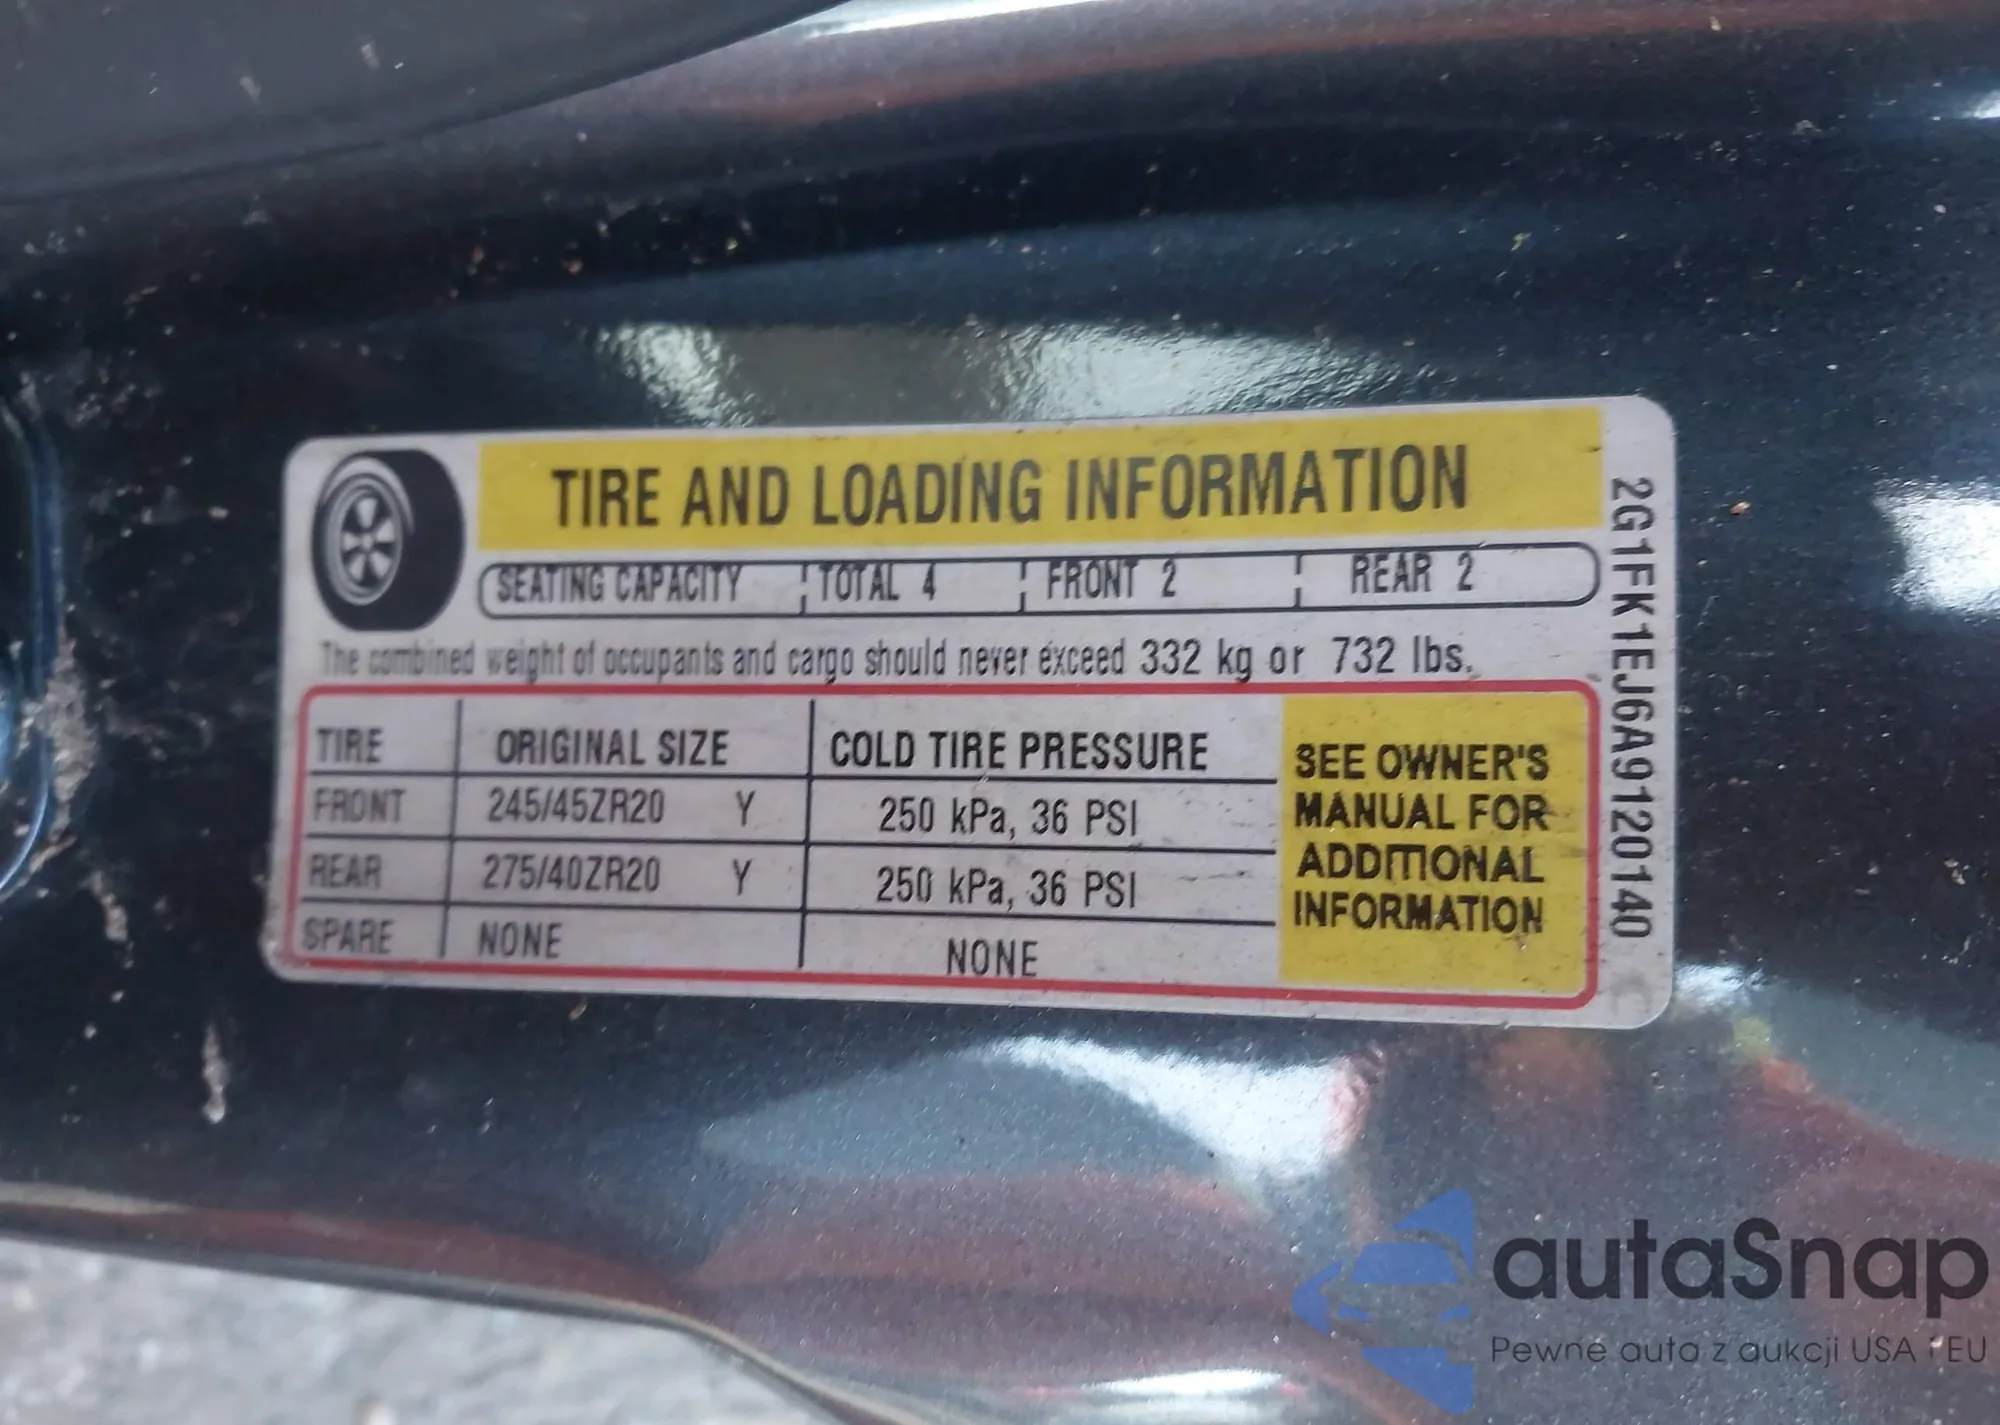 TIRE AND LOADING INFORMATION
SEATING CAPACITY TOTAL 4 FRONT 2 REAR 2
The combined weight of occupants and cargo should never exceed 332 kg or 732 lbs.
TIRE ORIGINAL SIZE COLD TIRE PRESSURE
FRONT 245/45ZR20 Y 250 kPa, 36 PSI
REAR 275/40ZR20 Y 250 kPa, 36 PSI
SPARE NONE NONE
SEE OWNER'S
MANUAL FOR
ADDITIONAL
INFORMATION
2G1FK1EJ6A9120140
autaSnap
Pewne auta z aukcji USA i EU